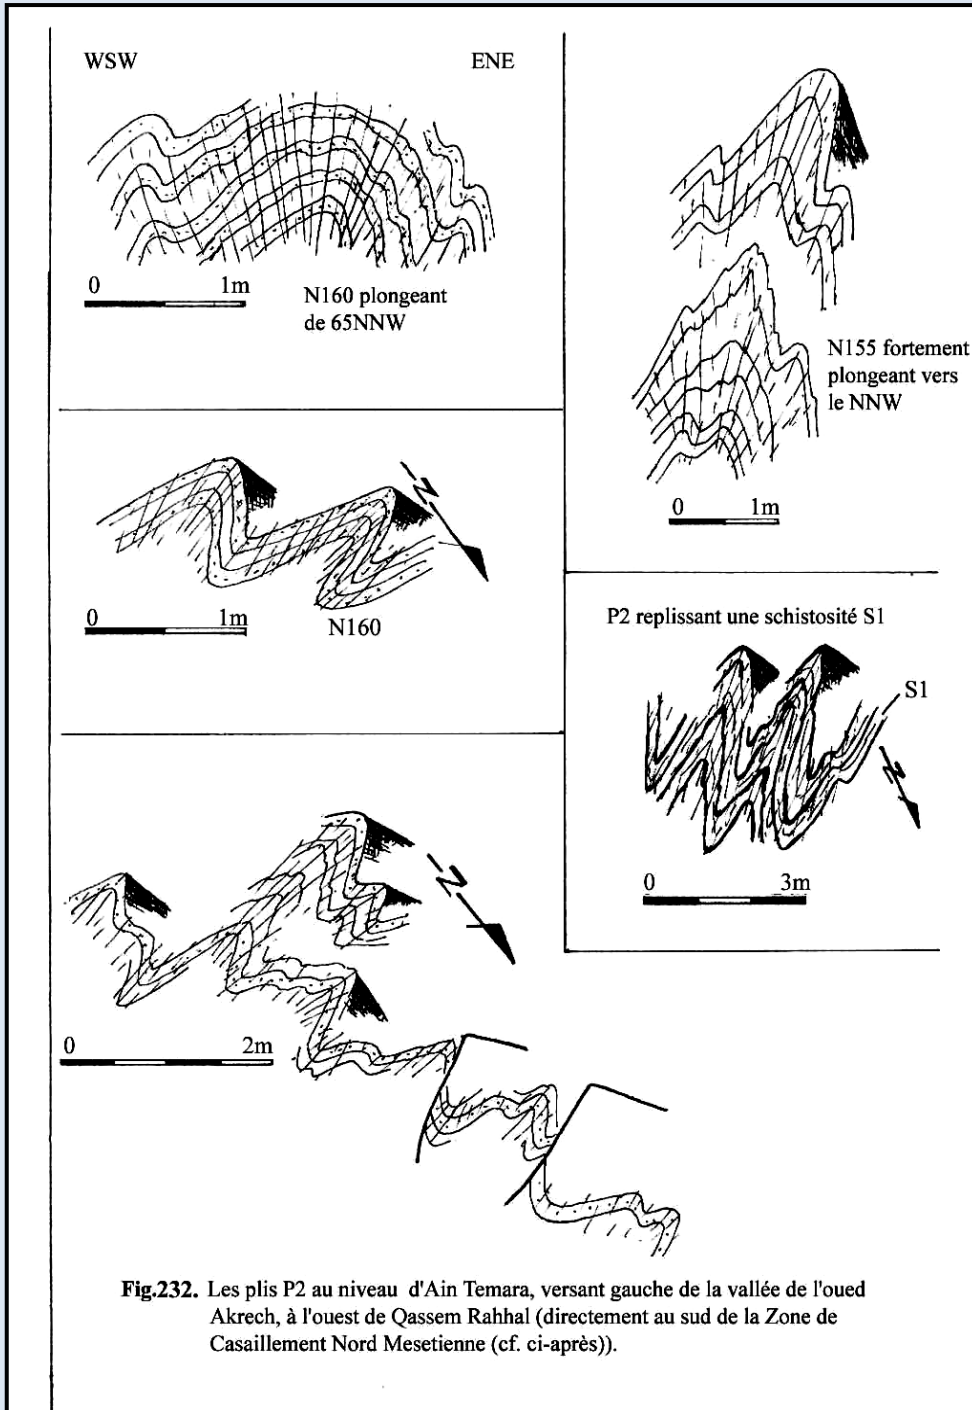 WSW
ENE
0 1m
N160 plongeant
de 65NNW
N155 fortement
plongeant vers
le NNW
0 1m
N
0 1m
N160
P2 replissant une schistosité S1
S1
N
0 3m
N
0 2m
Fig.232. Les plis P2 au niveau d'Ain Temara, versant gauche de la vallée de l'oued
Akrech, à l'ouest de Qassem Rahhal (directement au sud de la Zone de
Casaillement Nord Mesetienne (cf. ci-après)).